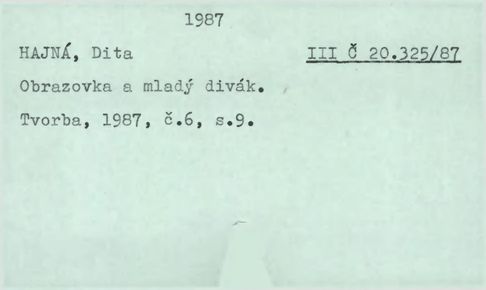 1987
HAJNÁ, Dita III Č 20.325/87
Obrazovka a mladý divák.
Tvorba, 1987, č.6, s.9.